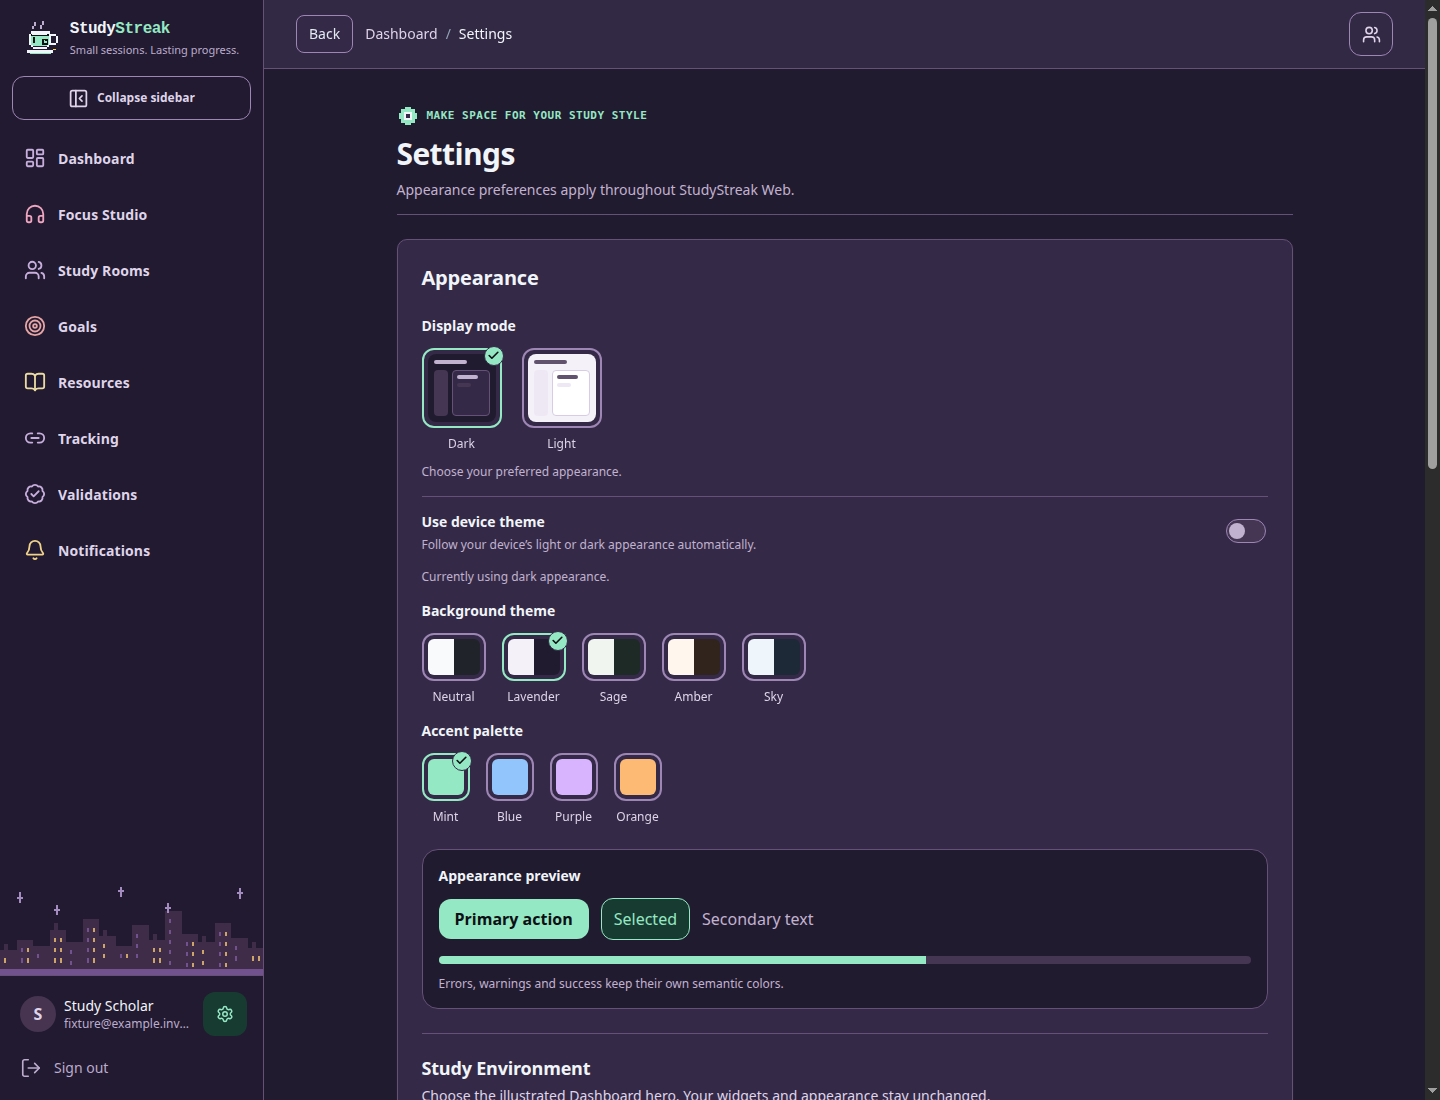 StudyStreak
Small sessions. Lasting progress.
Collapse sidebar
Dashboard
Focus Studio
Study Rooms
Goals
Resources
Tracking
Validations
Notifications
S
Study Scholar
fixture@example.inv...
Sign out
Back
Dashboard / Settings
MAKE SPACE FOR YOUR STUDY STYLE
Settings
Appearance preferences apply throughout StudyStreak Web.
Appearance
Display mode
Dark
Light
Choose your preferred appearance.
Use device theme
Follow your device’s light or dark appearance automatically.
Currently using dark appearance.
Background theme
Neutral
Lavender
Sage
Amber
Sky
Accent palette
Mint
Blue
Purple
Orange
Appearance preview
Primary action
Selected
Secondary text
Errors, warnings and success keep their own semantic colors.
Study Environment
Choose the illustrated Dashboard hero. Your widgets and appearance stay unchanged.